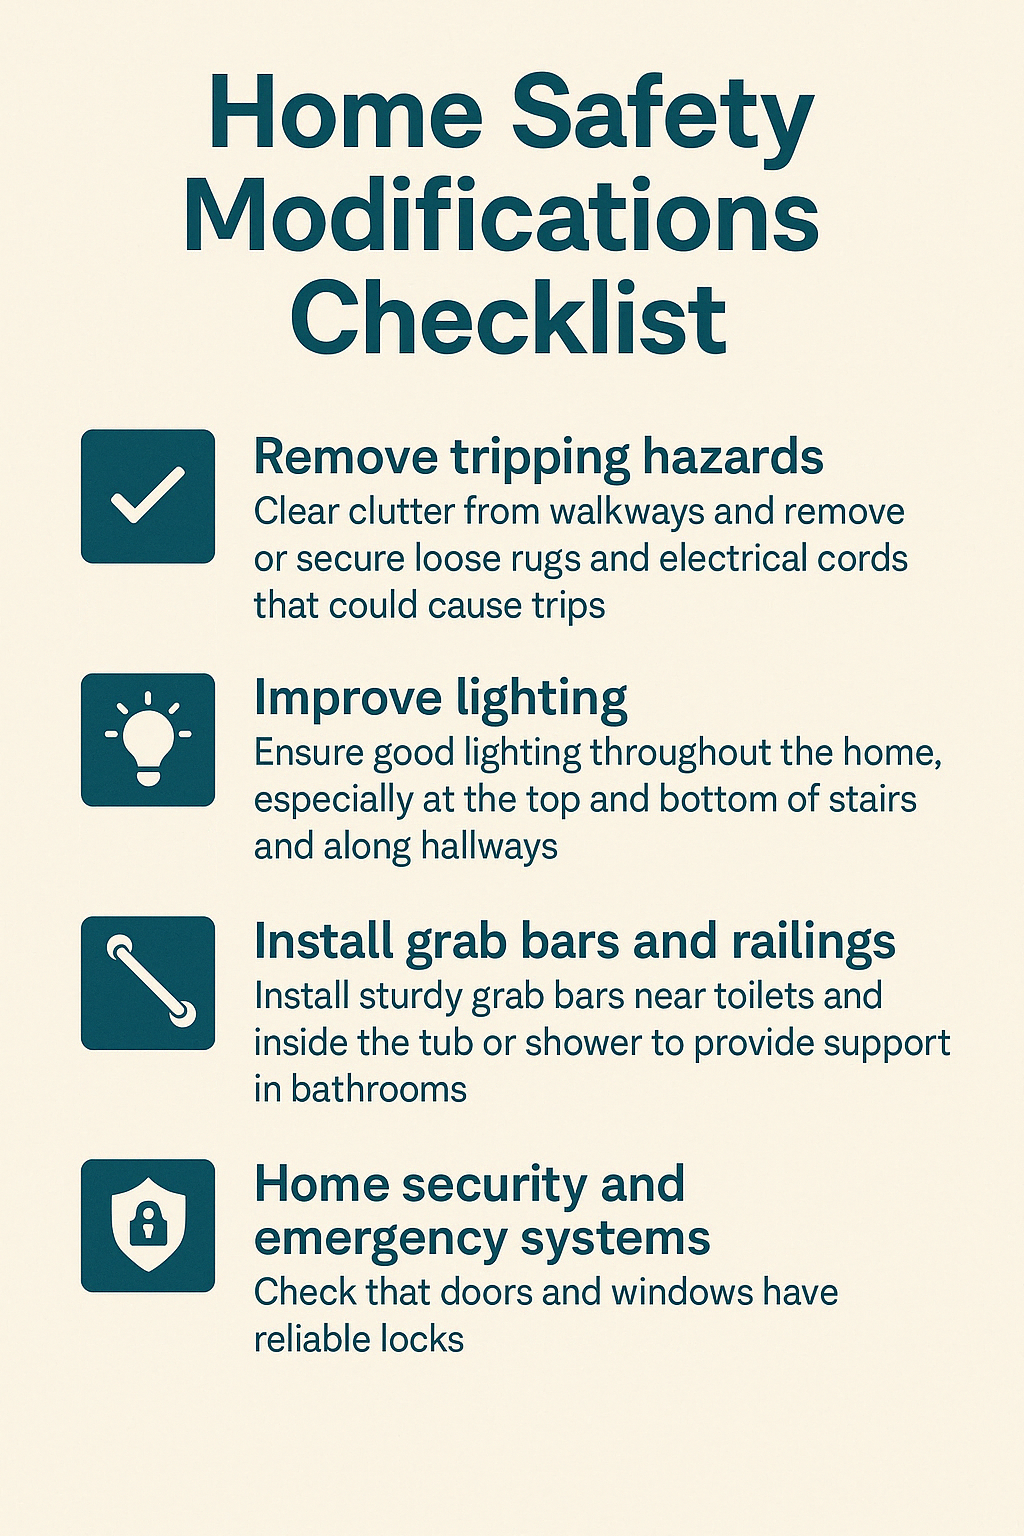 Home Safety
Modifications
Checklist
Remove tripping hazards
Clear clutter from walkways and remove
or secure loose rugs and electrical cords
that could cause trips
Improve lighting
Ensure good lighting throughout the home,
especially at the top and bottom of stairs
and along hallways
Install grab bars and railings
Install sturdy grab bars near toilets and
inside the tub or shower to provide support
in bathrooms
Home security and
emergency systems
Check that doors and windows have
reliable locks